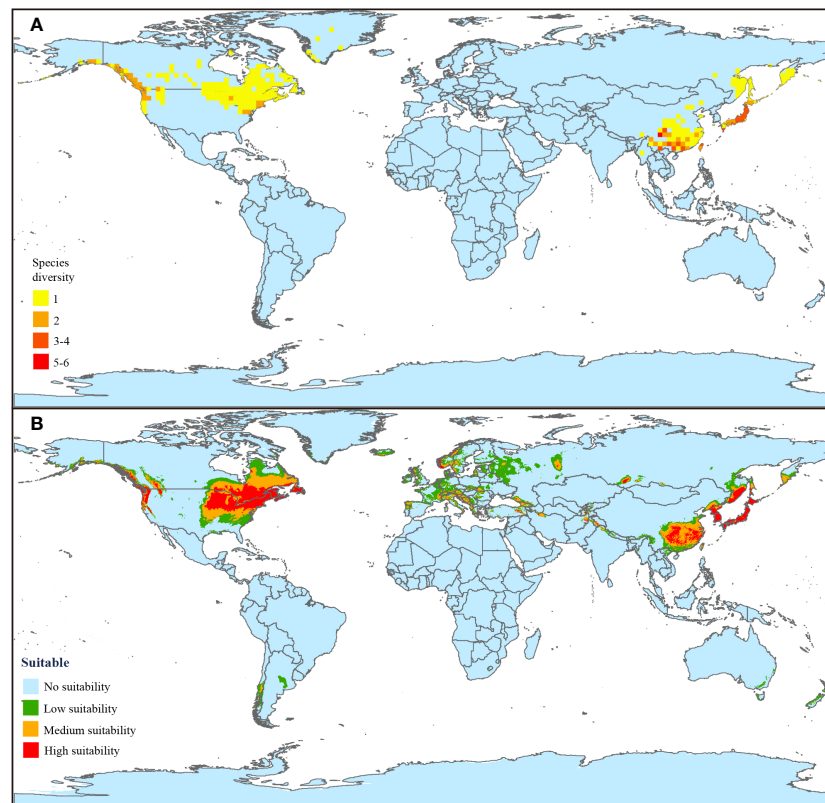 A
Species
diversity
1
2
3-4
5-6
B
Suitable
No suitability
Low suitability
Medium suitability
High suitability